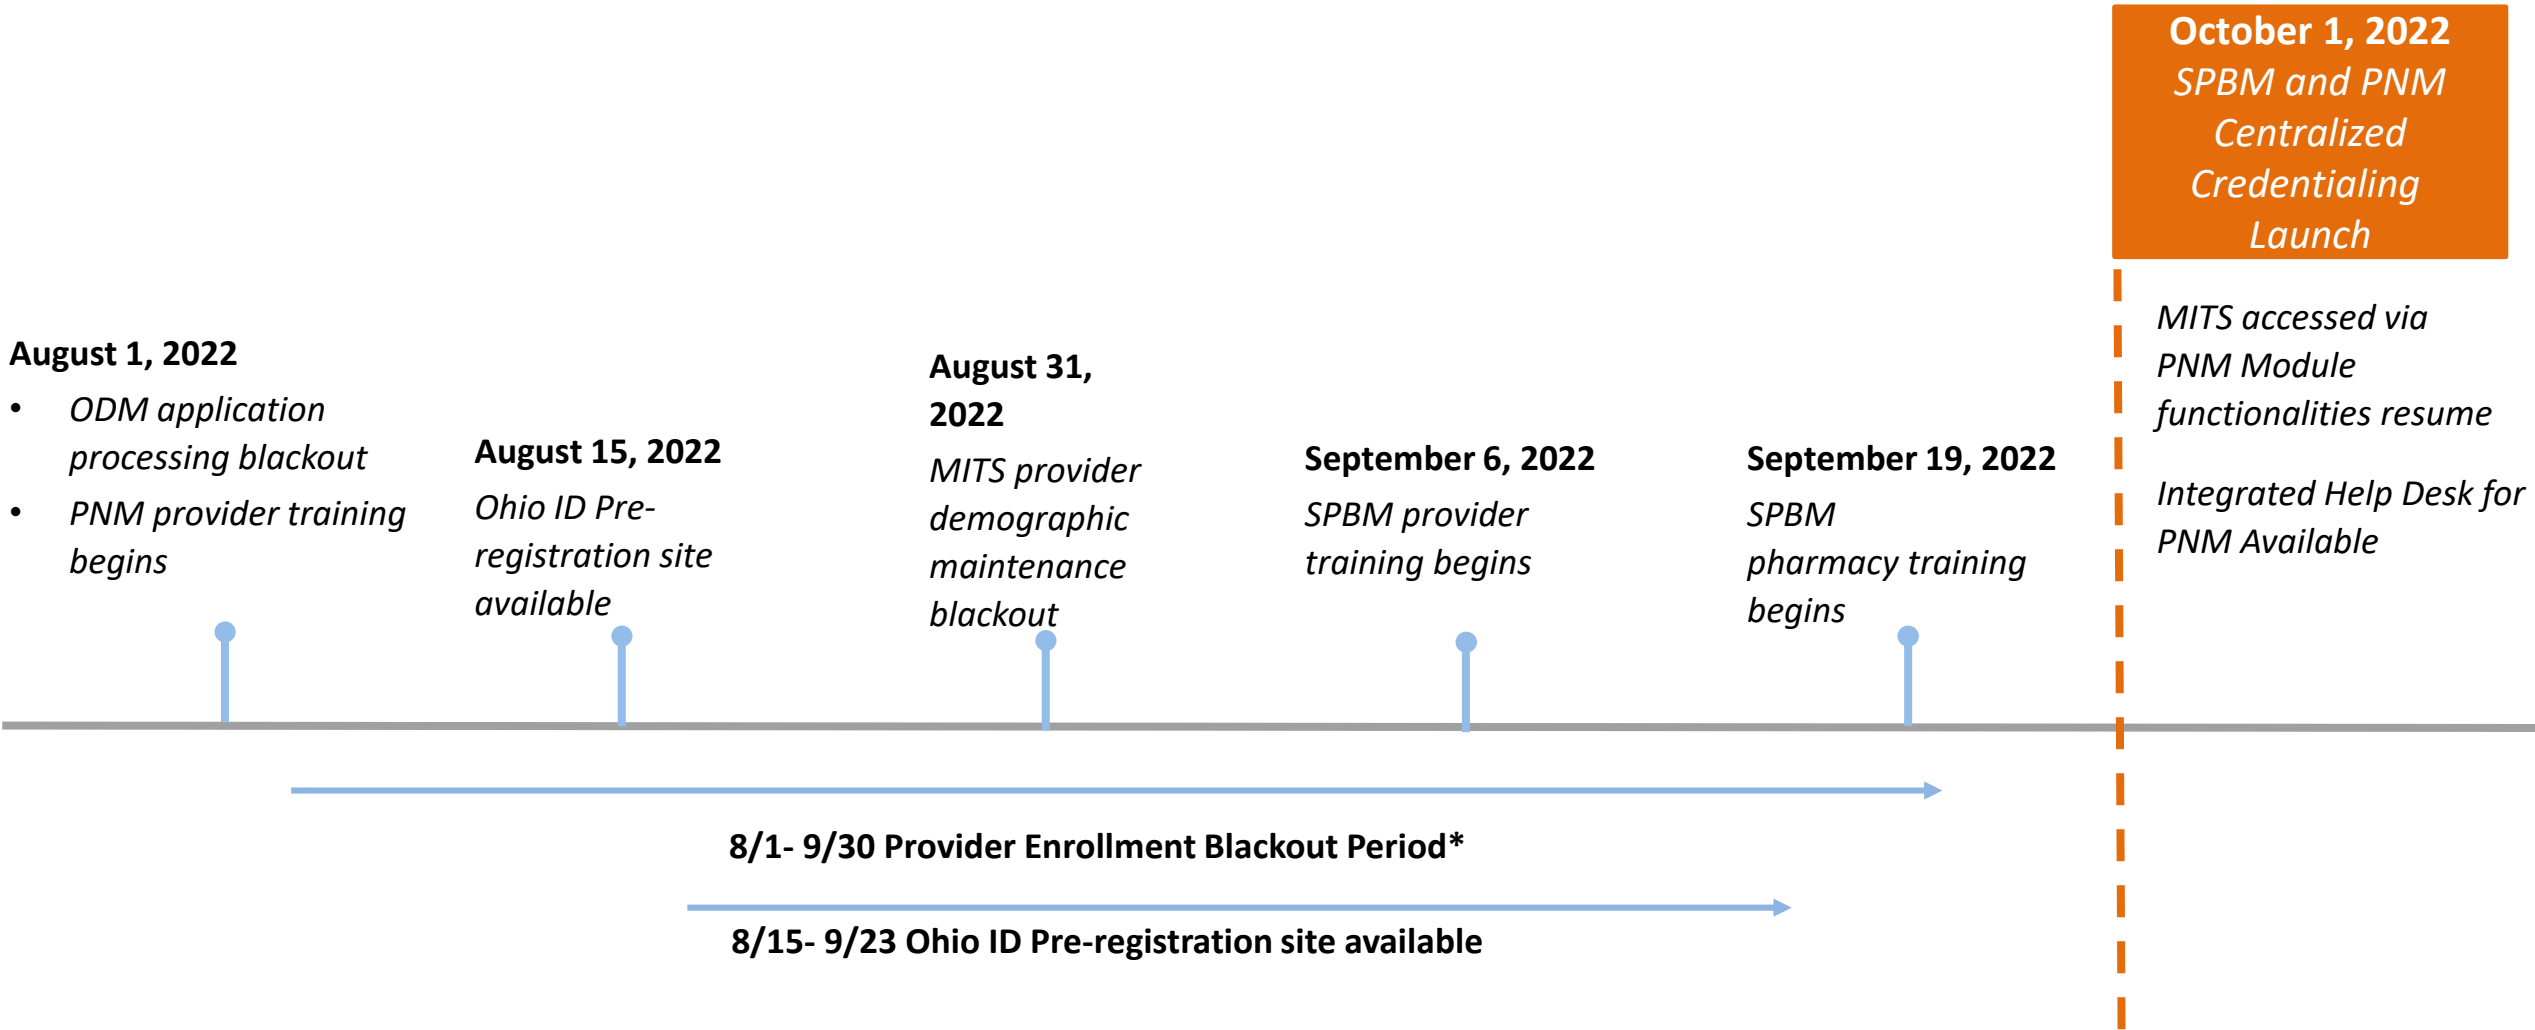 August 1, 2022
• ODM application
processing blackout
• PNM provider training
begins
August 15, 2022
Ohio ID Pre-
registration site
available
August 31,
2022
MITS provider
demographic
maintenance
blackout
September 6, 2022
SPBM provider
training begins
September 19, 2022
SPBM
pharmacy training
begins
October 1, 2022
SPBM and PNM
Centralized
Credentialing
Launch
MITS accessed via
PNM Module
functionalities resume
Integrated Help Desk for
PNM Available
8/1- 9/30 Provider Enrollment Blackout Period*
8/15- 9/23 Ohio ID Pre-registration site available